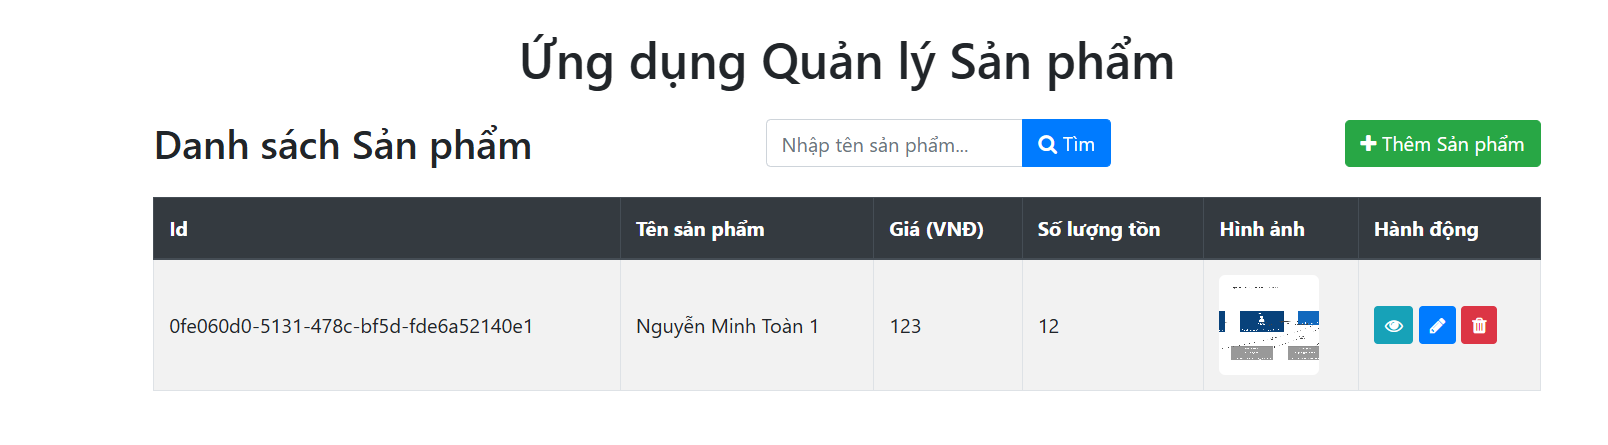 Ứng dụng Quản lý Sản phẩm
Danh sách Sản phẩm
Nhập tên sản phẩm...
Tìm
Thêm Sản phẩm
Id Tên sản phẩm Giá (VNĐ) Số lượng tồn Hình ảnh Hành động
0fe060d0-5131-478c-bf5d-fde6a52140e1 Nguyễn Minh Toàn 1 123 12